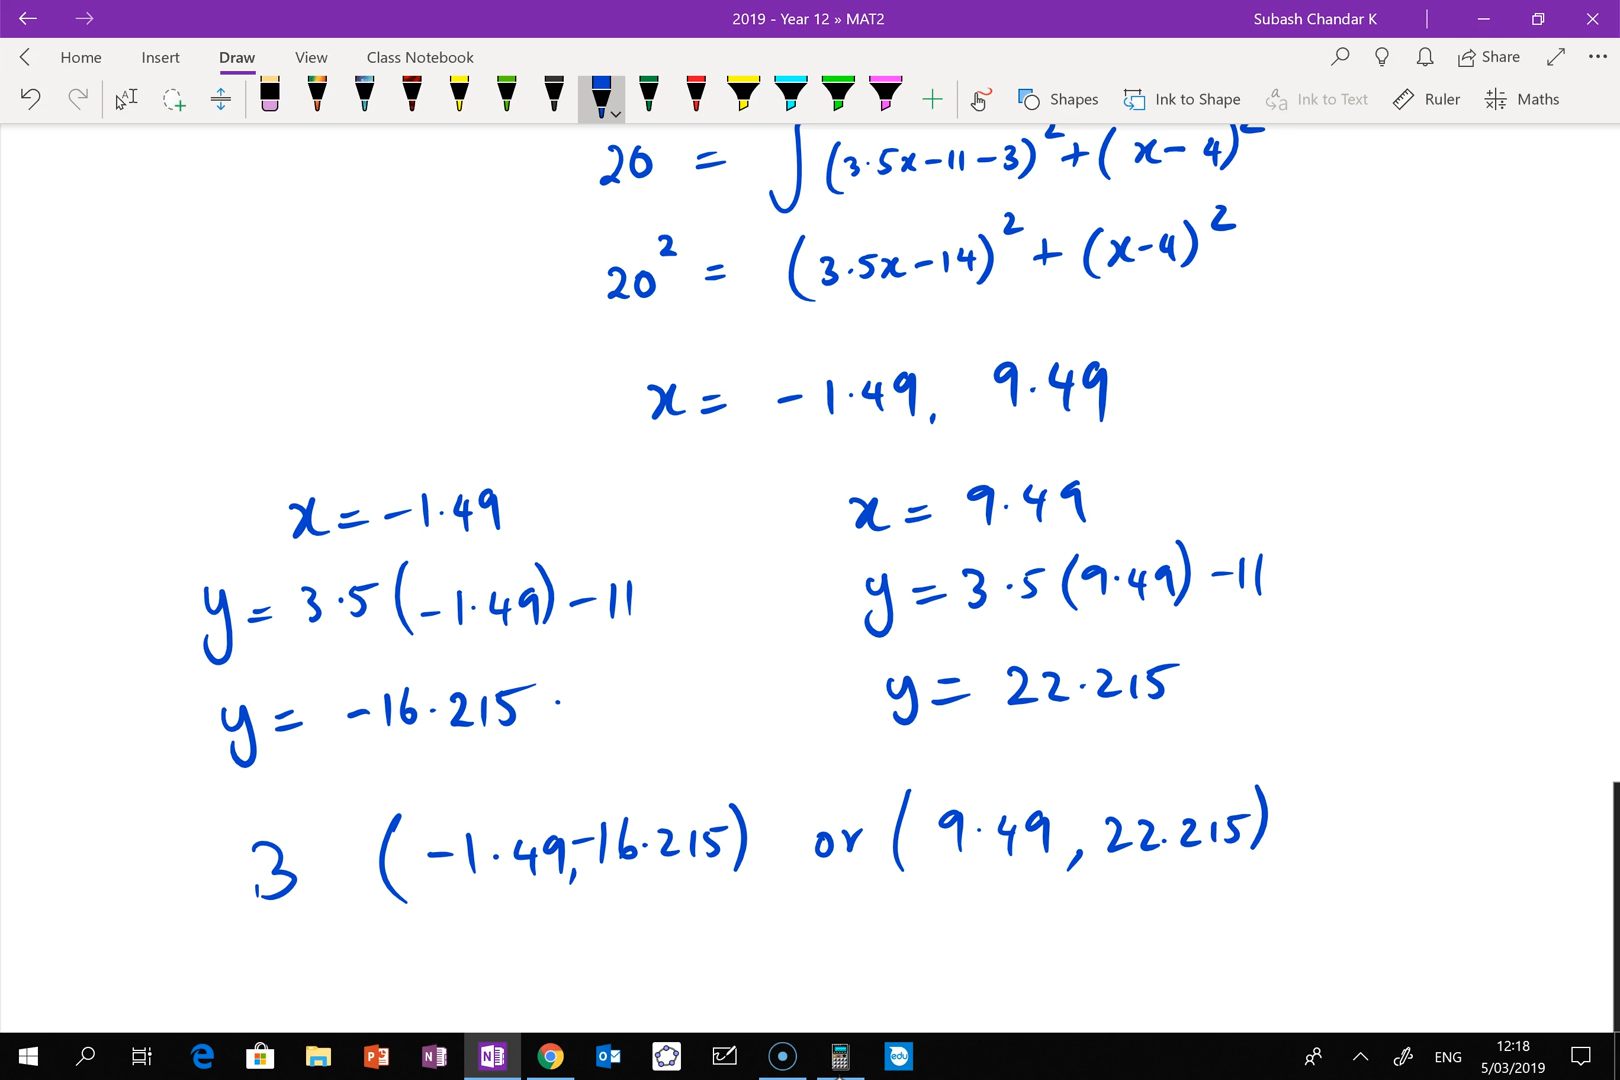 2019 - Year 12 » MAT2
Subash Chandar K
Home Insert Draw View Class Notebook
Share
Shapes Ink to Shape Ink to Text Ruler Maths
20 = √(3.5x-11-3)²+(x-4)²
20² = (3.5x-14)²+(x-4)²
x = -1.49, 9.49
x = -1.49
y = 3.5(-1.49)-11
y = -16.215.
x = 9.49
y = 3.5(9.49)-11
y = 22.215
3 (-1.49,-16.215) or (9.49, 22.215)
ENG
12:18
5/03/2019